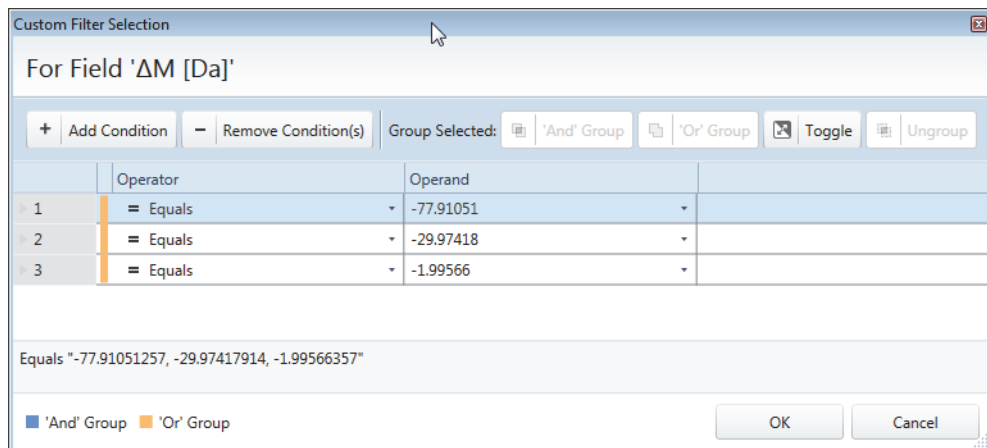 Custom Filter Selection
For Field 'ΔM [Da]'
+ Add Condition − Remove Condition(s) Group Selected: 'And' Group 'Or' Group Toggle Ungroup
Operator Operand
1 = Equals -77.91051
2 = Equals -29.97418
3 = Equals -1.99566
Equals "-77.91051257, -29.97417914, -1.99566357"
'And' Group 'Or' Group OK Cancel